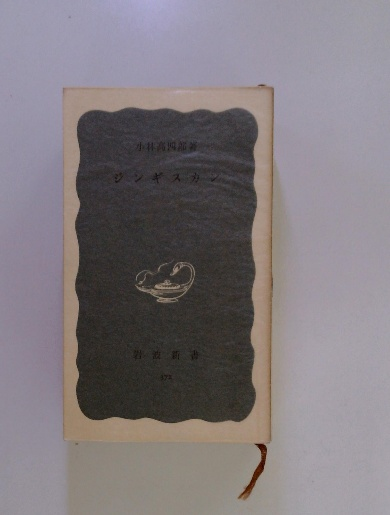 小林高四郎著
ジンギスカン
岩波新書